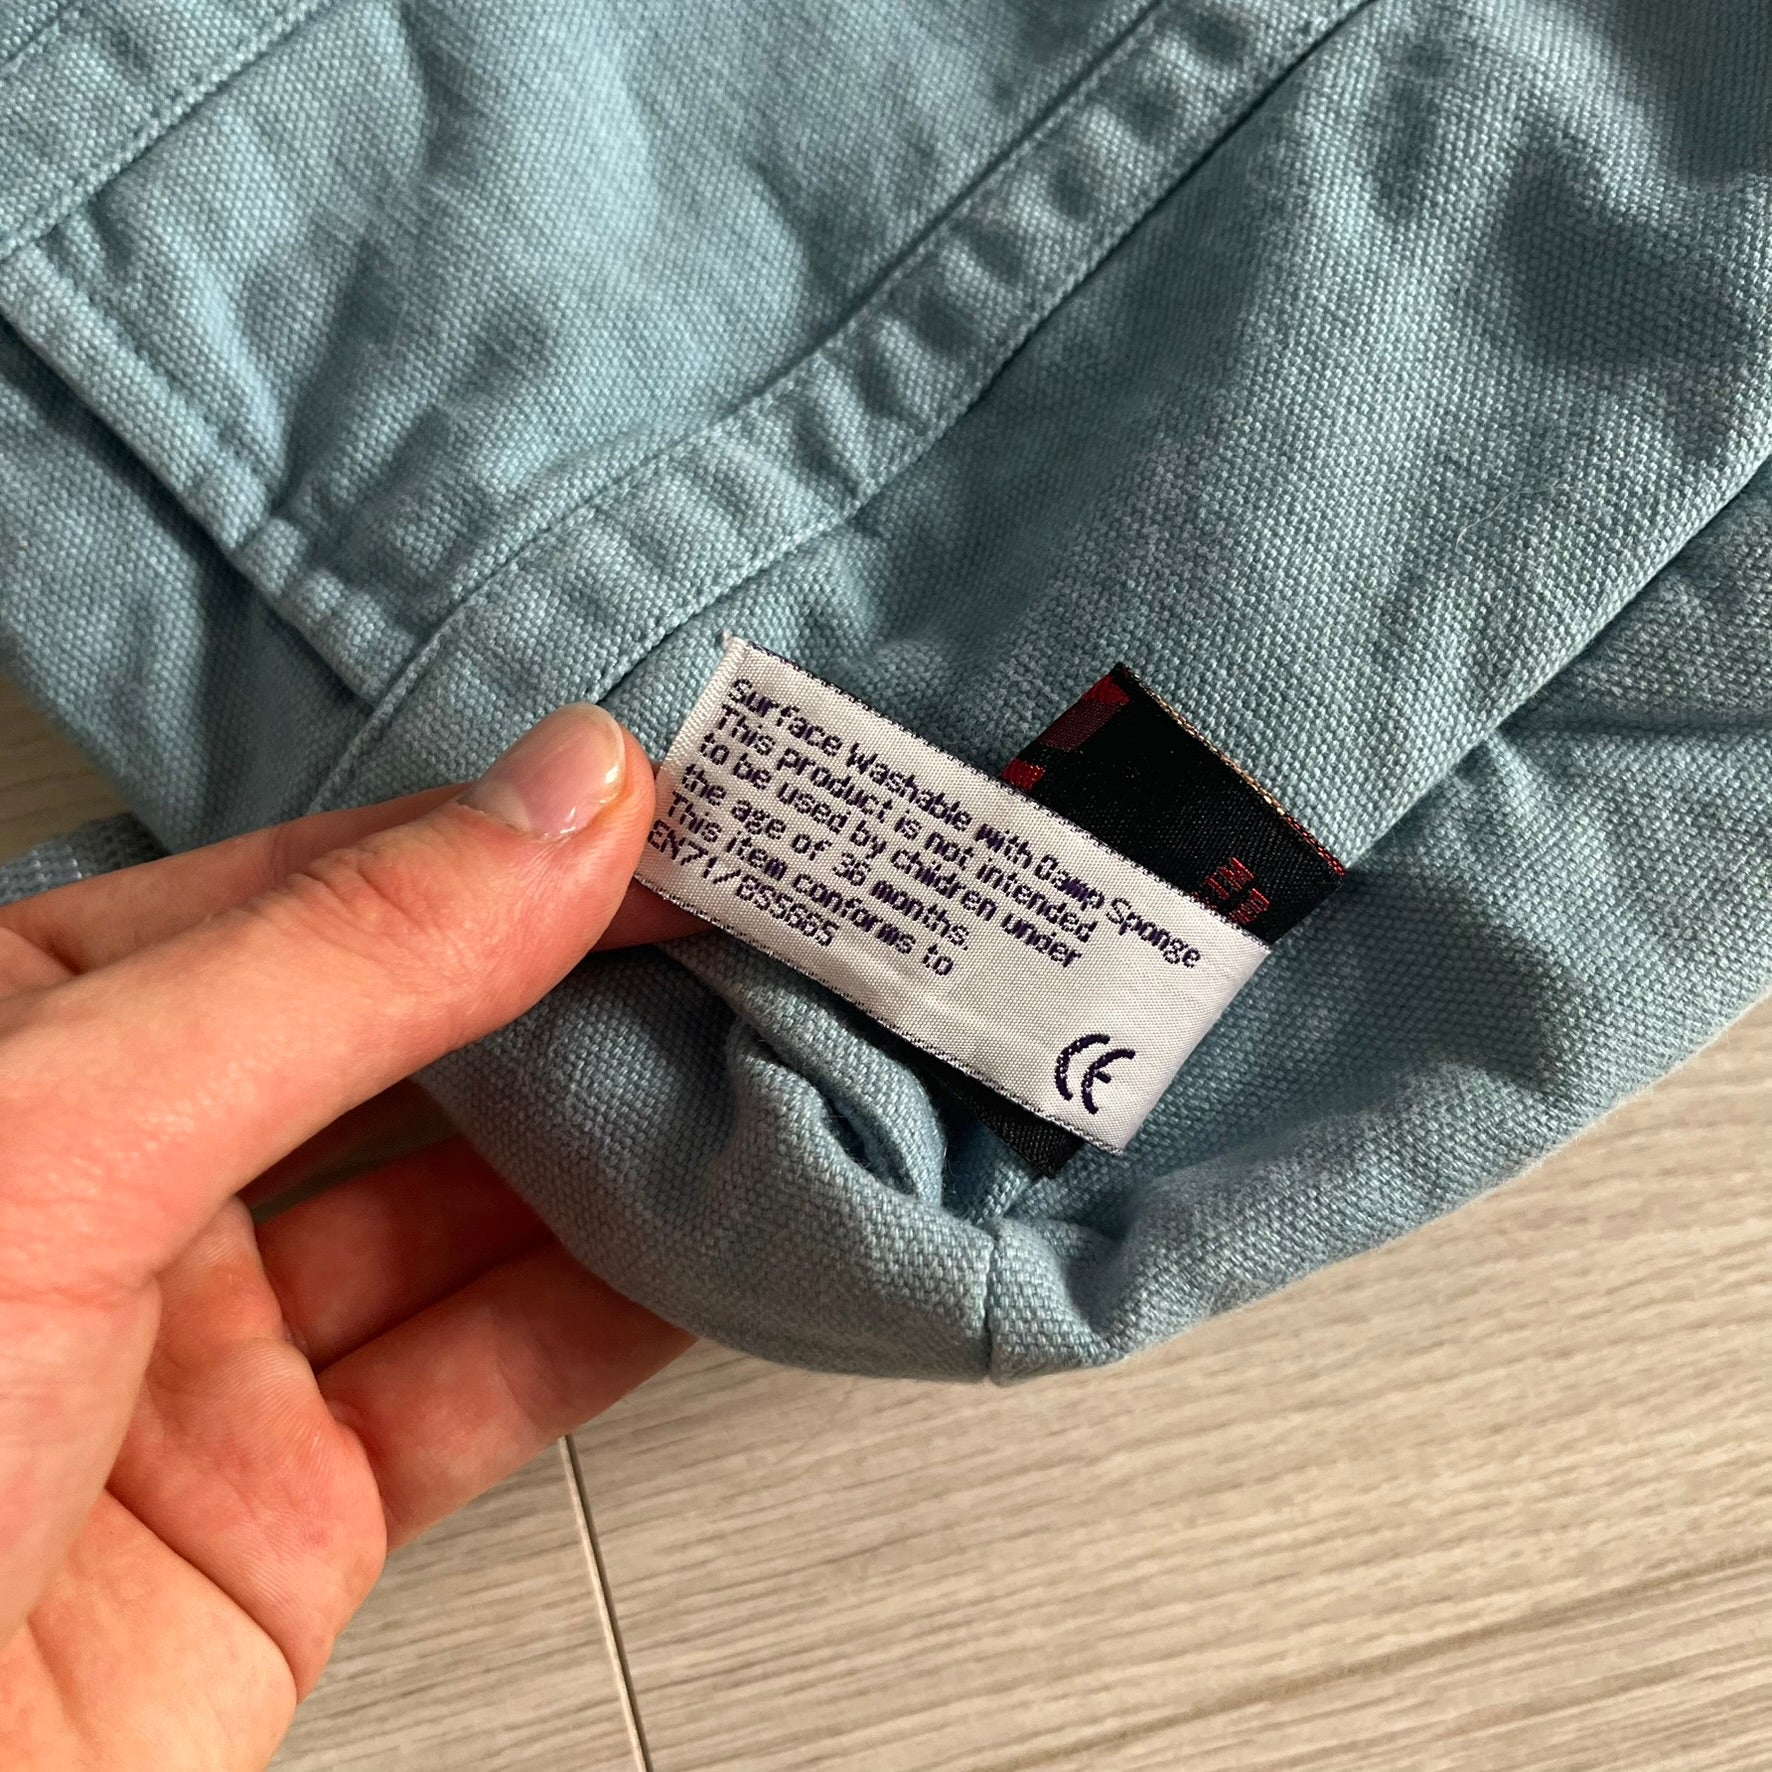 Surface Washable with Damp Sponge
This product is not intended
to be used by children under
the age of 36 months.
This item conforms to
EN71/BS5665
CE